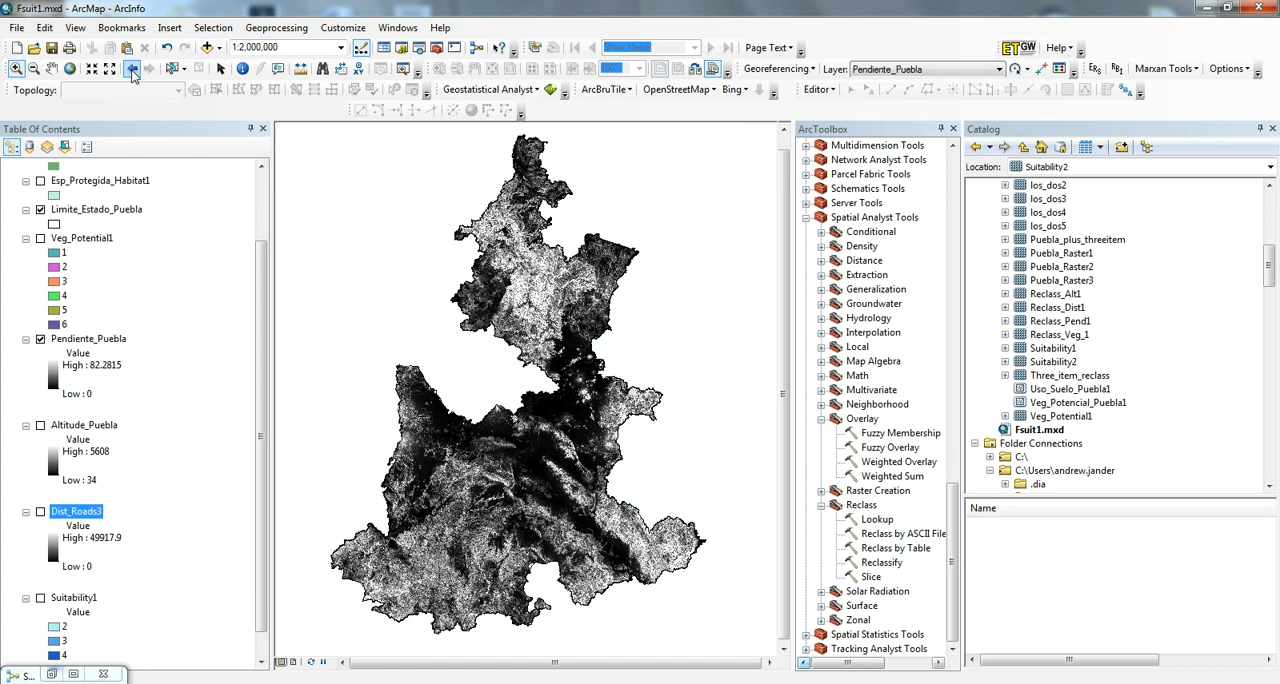 Fsuit1.mxd - ArcMap - ArcInfo
File Edit View Bookmarks Insert Selection Geoprocessing Customize Windows Help
1:2,000,000 Show Name Page Text ETGW Help
100% Georeferencing Layer: Pendiente_Puebla Marxan Tools Options
Topology: Geostatistical Analyst ArcBruTile OpenStreetMap Bing Editor
Table Of Contents
Esp_Protegida_Habitat1
Limite_Estado_Puebla
Veg_Potential1
1
2
3
4
5
6
Pendiente_Puebla
Value
High : 82.2815
Low : 0
Altitude_Puebla
Value
High : 5608
Low : 34
Dist_Roads3
Value
High : 49917.9
Low : 0
Suitability1
Value
2
3
4
S...
ArcToolbox
Multidimension Tools
Network Analyst Tools
Parcel Fabric Tools
Schematics Tools
Server Tools
Spatial Analyst Tools
Conditional
Density
Distance
Extraction
Generalization
Groundwater
Hydrology
Interpolation
Local
Map Algebra
Math
Multivariate
Neighborhood
Overlay
Fuzzy Membership
Fuzzy Overlay
Weighted Overlay
Weighted Sum
Raster Creation
Reclass
Lookup
Reclass by ASCII File
Reclass by Table
Reclassify
Slice
Solar Radiation
Surface
Zonal
Spatial Statistics Tools
Tracking Analyst Tools
Catalog
Location: Suitability2
los_dos2
los_dos3
los_dos4
los_dos5
Puebla_plus_threeitem
Puebla_Raster1
Puebla_Raster2
Puebla_Raster3
Reclass_Alt1
Reclass_Dist1
Reclass_Pend1
Reclass_Veg_1
Suitability1
Suitability2
Three_item_reclass
Uso_Suelo_Puebla1
Veg_Potencial_Puebla1
Veg_Potential1
Fsuit1.mxd
Folder Connections
C:\
C:\Users\andrew.jander
.dia
Name